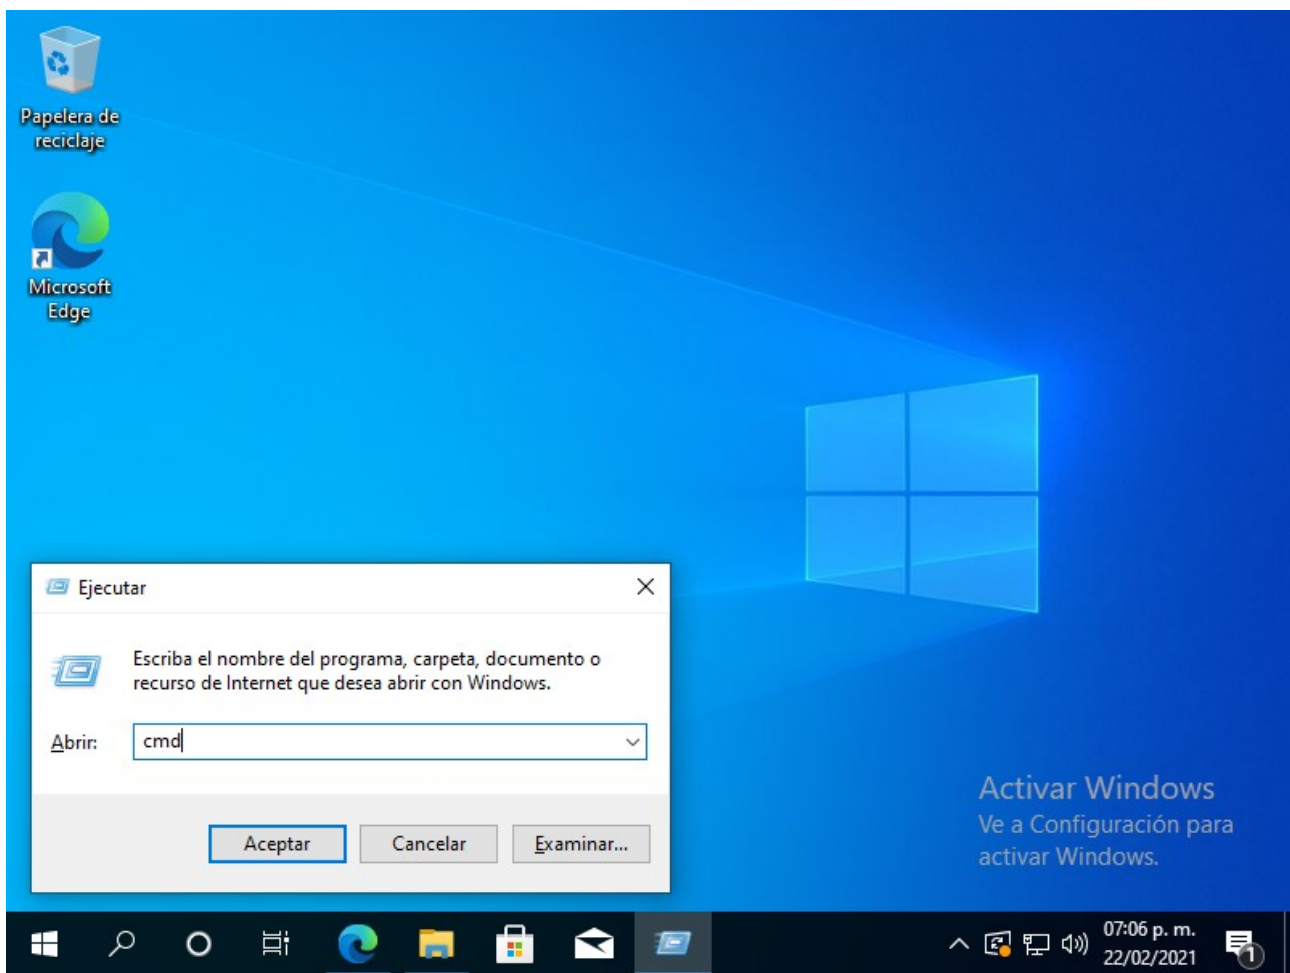 Papelera de
reciclaje
Microsoft
Edge
Ejecutar
Escriba el nombre del programa, carpeta, documento o
recurso de Internet que desea abrir con Windows.
Abrir: cmd
Aceptar Cancelar Examinar...
Activar Windows
Ve a Configuración para
activar Windows.
07:06 p. m.
22/02/2021
1